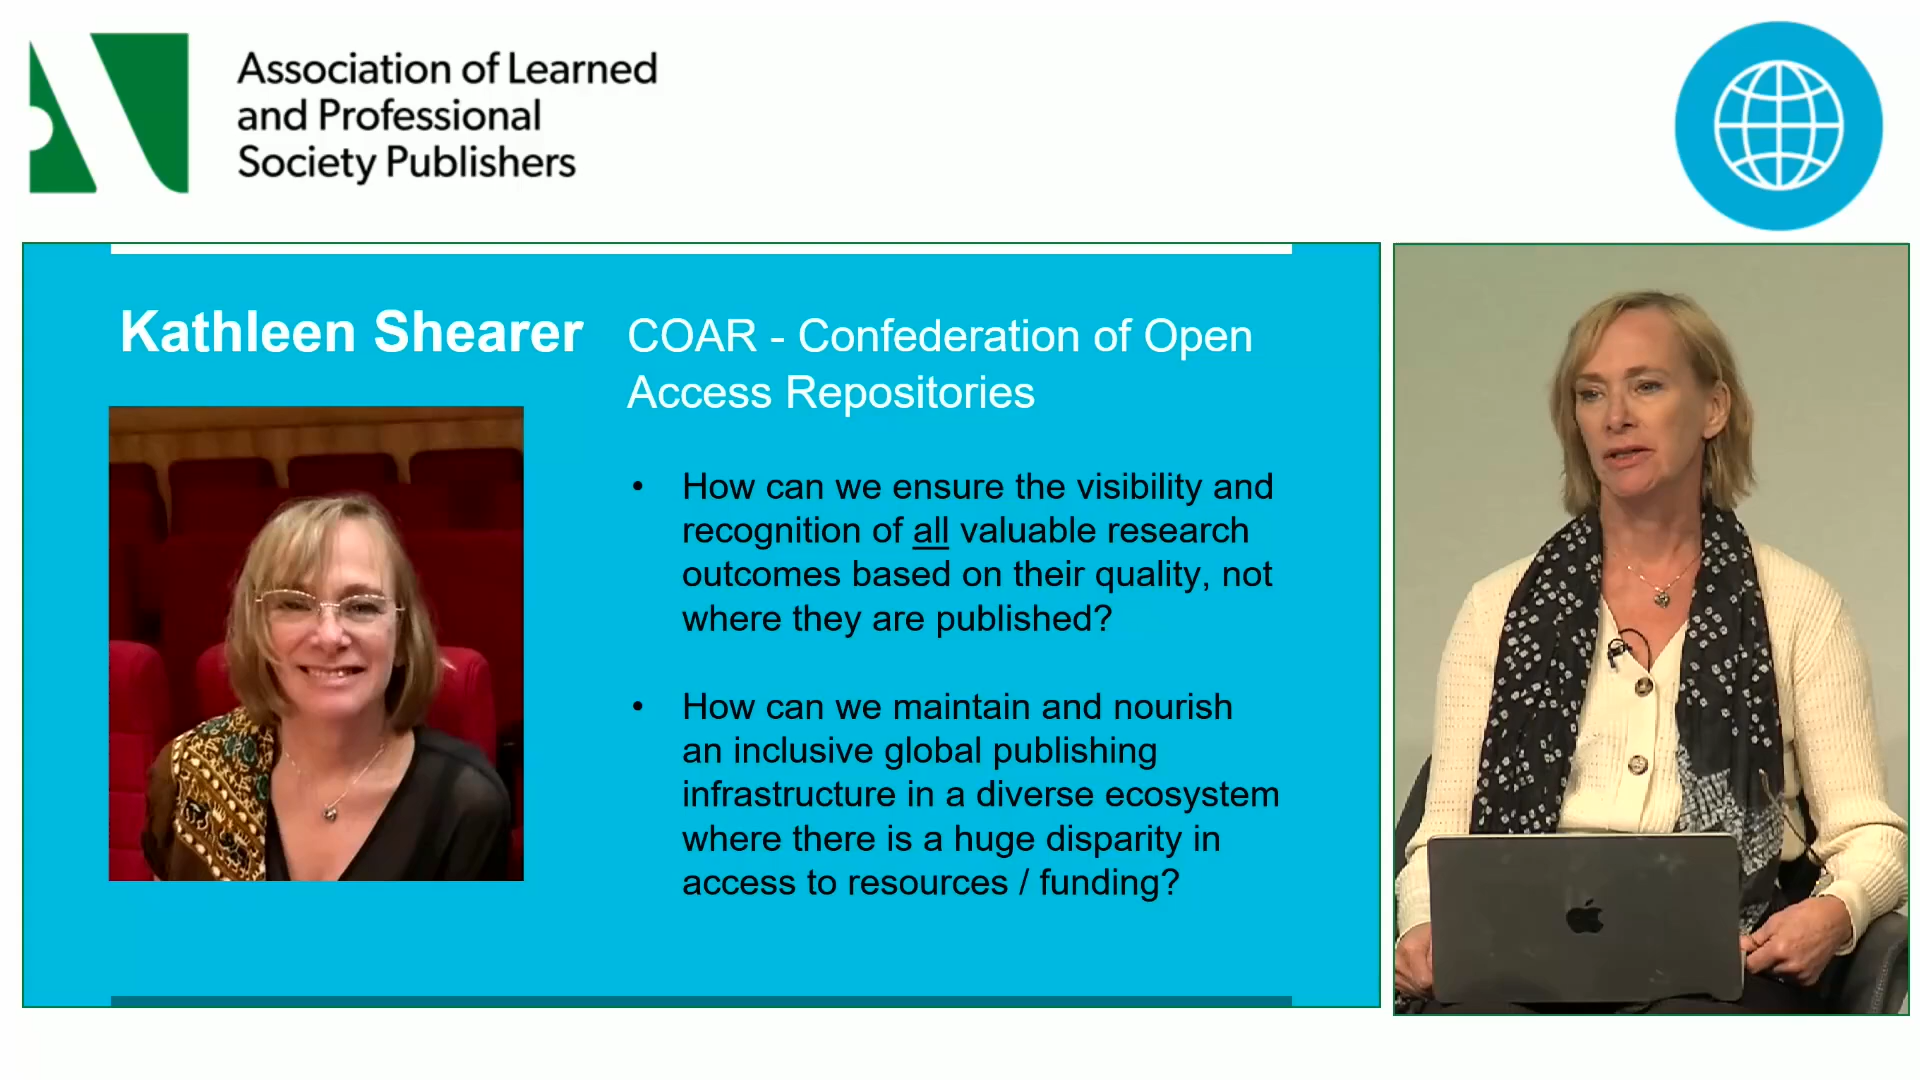 Association of Learned
and Professional
Society Publishers
Kathleen Shearer
COAR - Confederation of Open
Access Repositories
• How can we ensure the visibility and
recognition of all valuable research
outcomes based on their quality, not
where they are published?
• How can we maintain and nourish
an inclusive global publishing
infrastructure in a diverse ecosystem
where there is a huge disparity in
access to resources / funding?